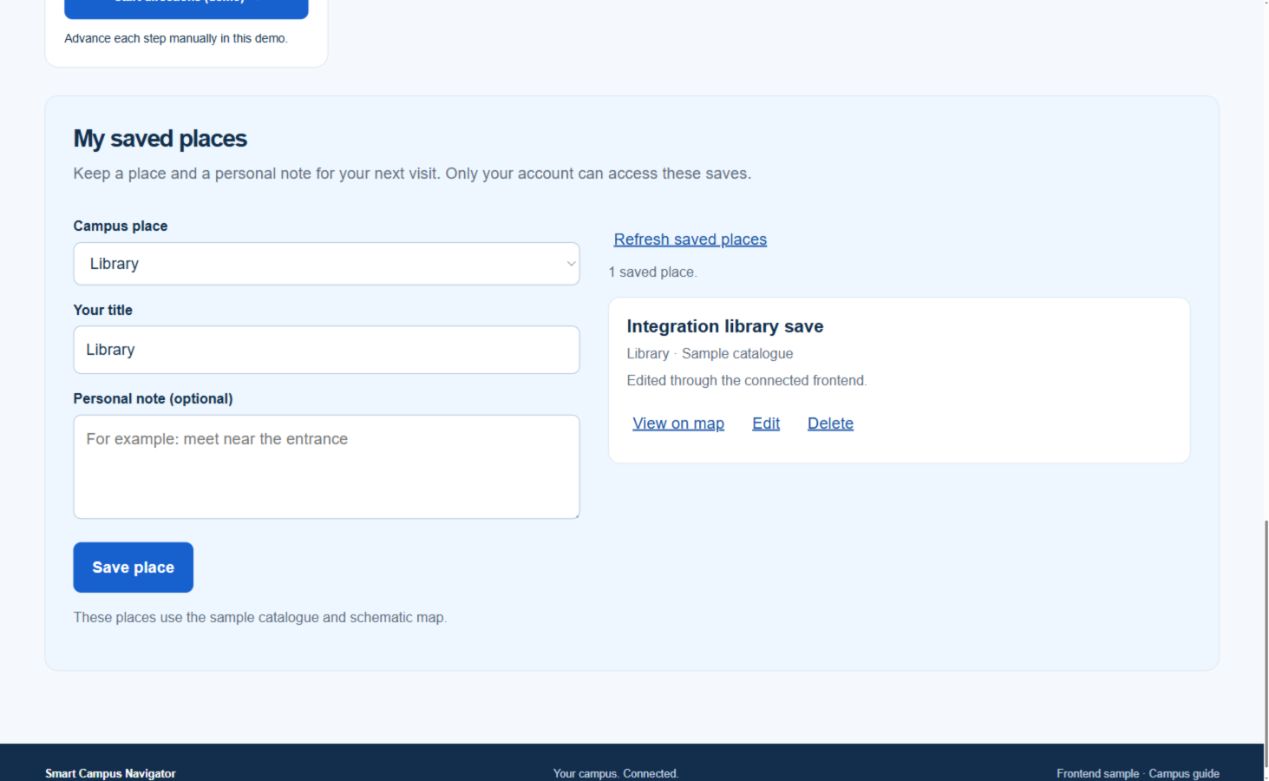 Advance each step manually in this demo.
My saved places
Keep a place and a personal note for your next visit. Only your account can access these saves.
Campus place
Library
Your title
Library
Personal note (optional)
For example: meet near the entrance
Save place
These places use the sample catalogue and schematic map.
Refresh saved places
1 saved place.
Integration library save
Library · Sample catalogue
Edited through the connected frontend.
View on map Edit Delete
Smart Campus Navigator
Your campus. Connected.
Frontend sample · Campus guide